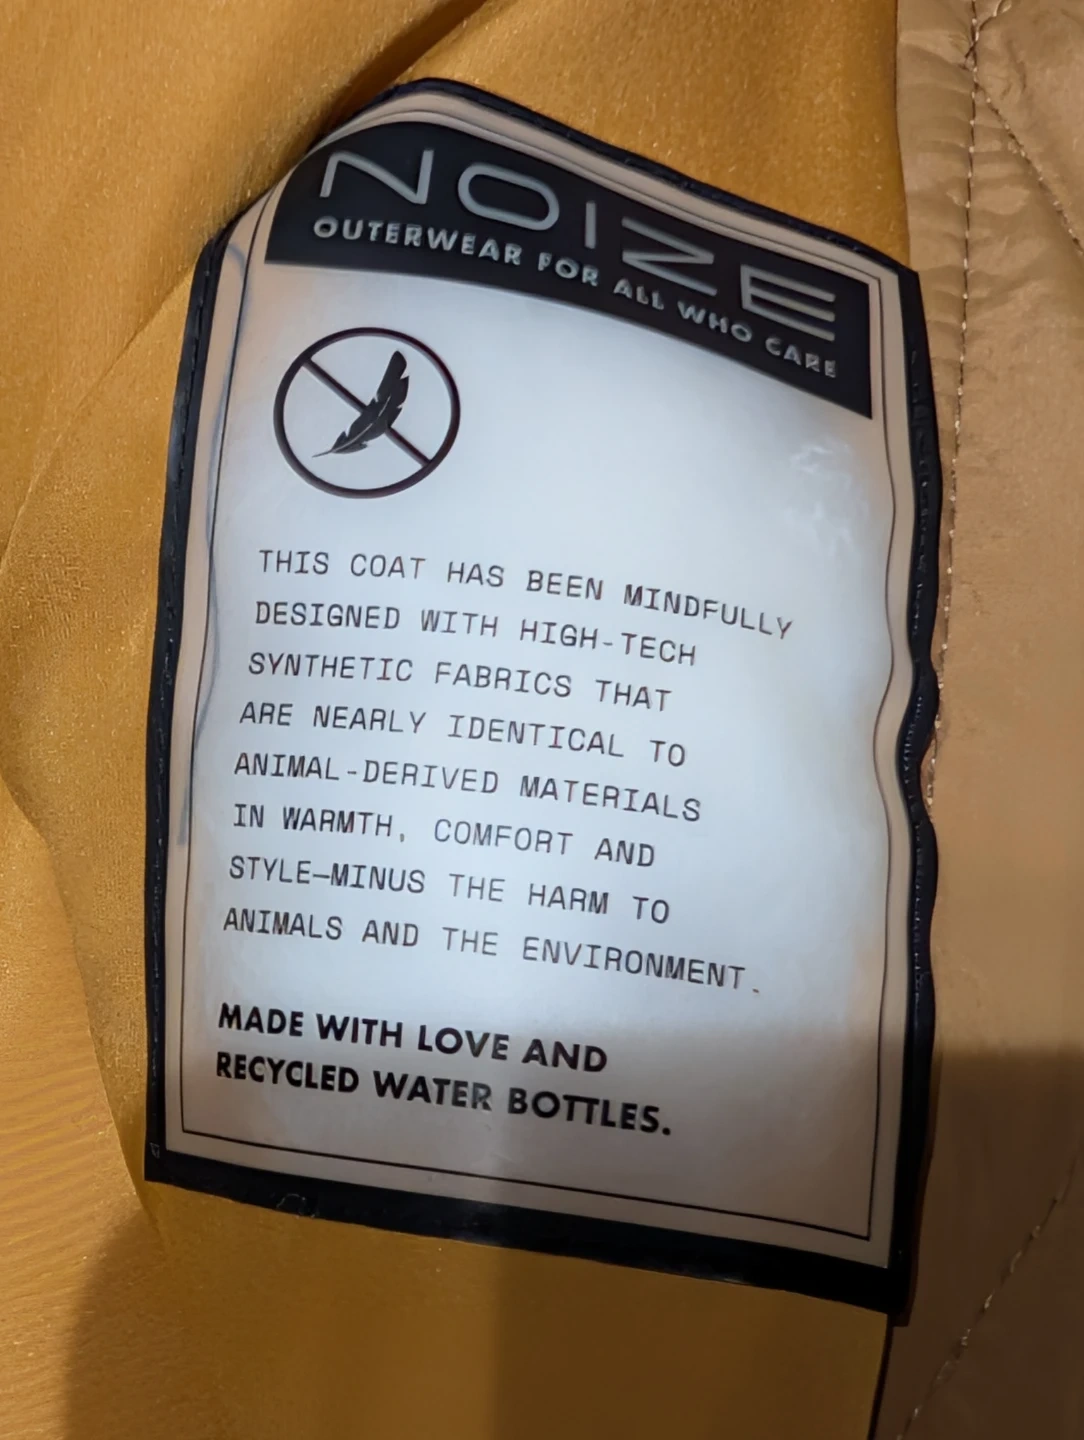 NOIZE
OUTERWEAR FOR ALL WHO CARE
THIS COAT HAS BEEN MINDFULLY
DESIGNED WITH HIGH-TECH
SYNTHETIC FABRICS THAT
ARE NEARLY IDENTICAL TO
ANIMAL-DERIVED MATERIALS
IN WARMTH, COMFORT AND
STYLE—MINUS THE HARM TO
ANIMALS AND THE ENVIRONMENT.
MADE WITH LOVE AND
RECYCLED WATER BOTTLES.